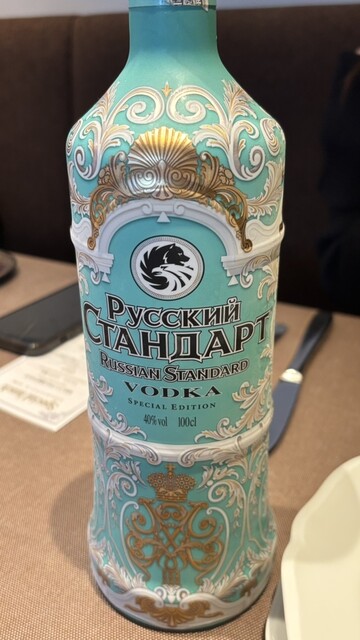 Русский
Стандарт
Russian Standard
VODKA
Special Edition
40%vol 100cl